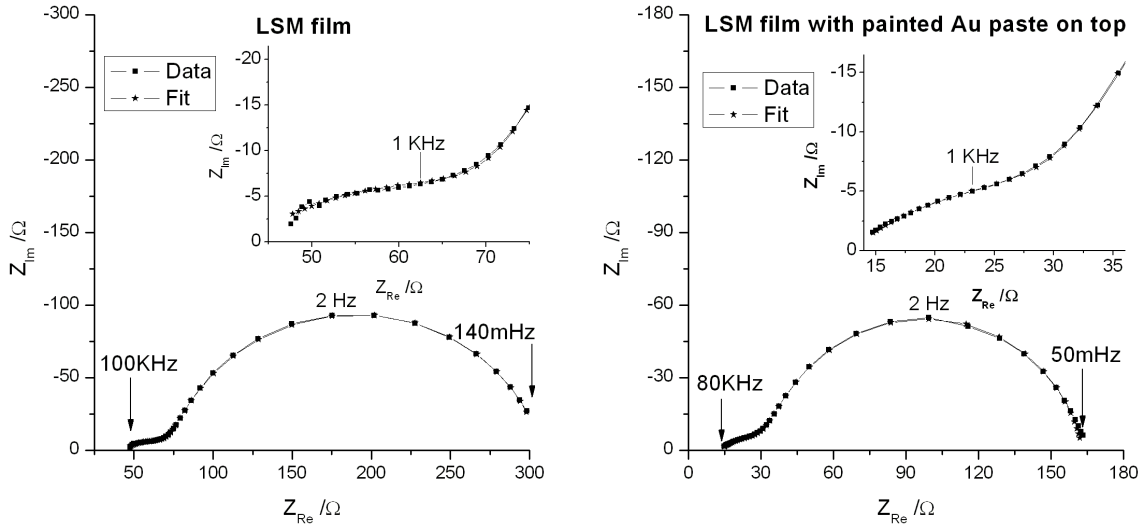 LSM film
Data
Fit
Z_Im /Ω
-300
-250
-200
-150
-100
-50
0
50
100
150
200
250
300
Z_Re /Ω
-20
-15
-10
-5
0
50
60
70
Z_Im /Ω
Z_Re /Ω
1 KHz
2 Hz
100KHz
140mHz
LSM film with painted Au paste on top
Data
Fit
Z_Im /Ω
-180
-150
-120
-90
-60
-30
0
0
30
60
90
120
150
180
Z_Re /Ω
-15
-10
-5
0
15
20
25
30
35
Z_Im /Ω
Z_Re /Ω
1 KHz
2 Hz
80KHz
50mHz